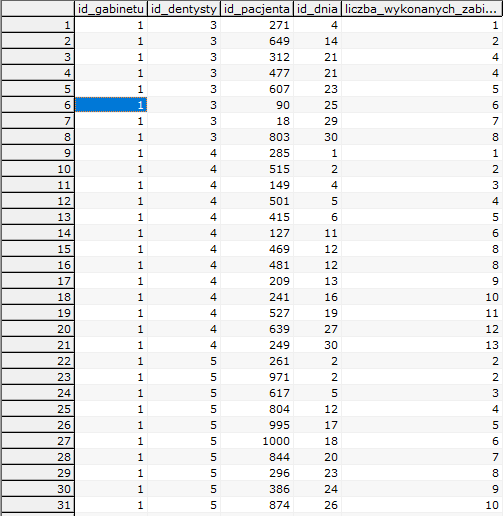 id_gabinetu id_dentysty id_pacjenta id_dnia liczba_wykonanych_zabi...
1 1 3 271 4 1
2 1 3 649 14 2
3 1 3 312 21 4
4 1 3 477 21 4
5 1 3 607 23 5
6 1 3 90 25 6
7 1 3 18 29 7
8 1 3 803 30 8
9 1 4 285 1 1
10 1 4 515 2 2
11 1 4 149 4 3
12 1 4 501 5 4
13 1 4 415 6 5
14 1 4 127 11 6
15 1 4 469 12 8
16 1 4 481 12 8
17 1 4 209 13 9
18 1 4 241 16 10
19 1 4 527 19 11
20 1 4 639 27 12
21 1 4 249 30 13
22 1 5 261 2 2
23 1 5 971 2 2
24 1 5 617 5 3
25 1 5 804 12 4
26 1 5 995 17 5
27 1 5 1000 18 6
28 1 5 844 20 7
29 1 5 296 23 8
30 1 5 386 24 9
31 1 5 874 26 10